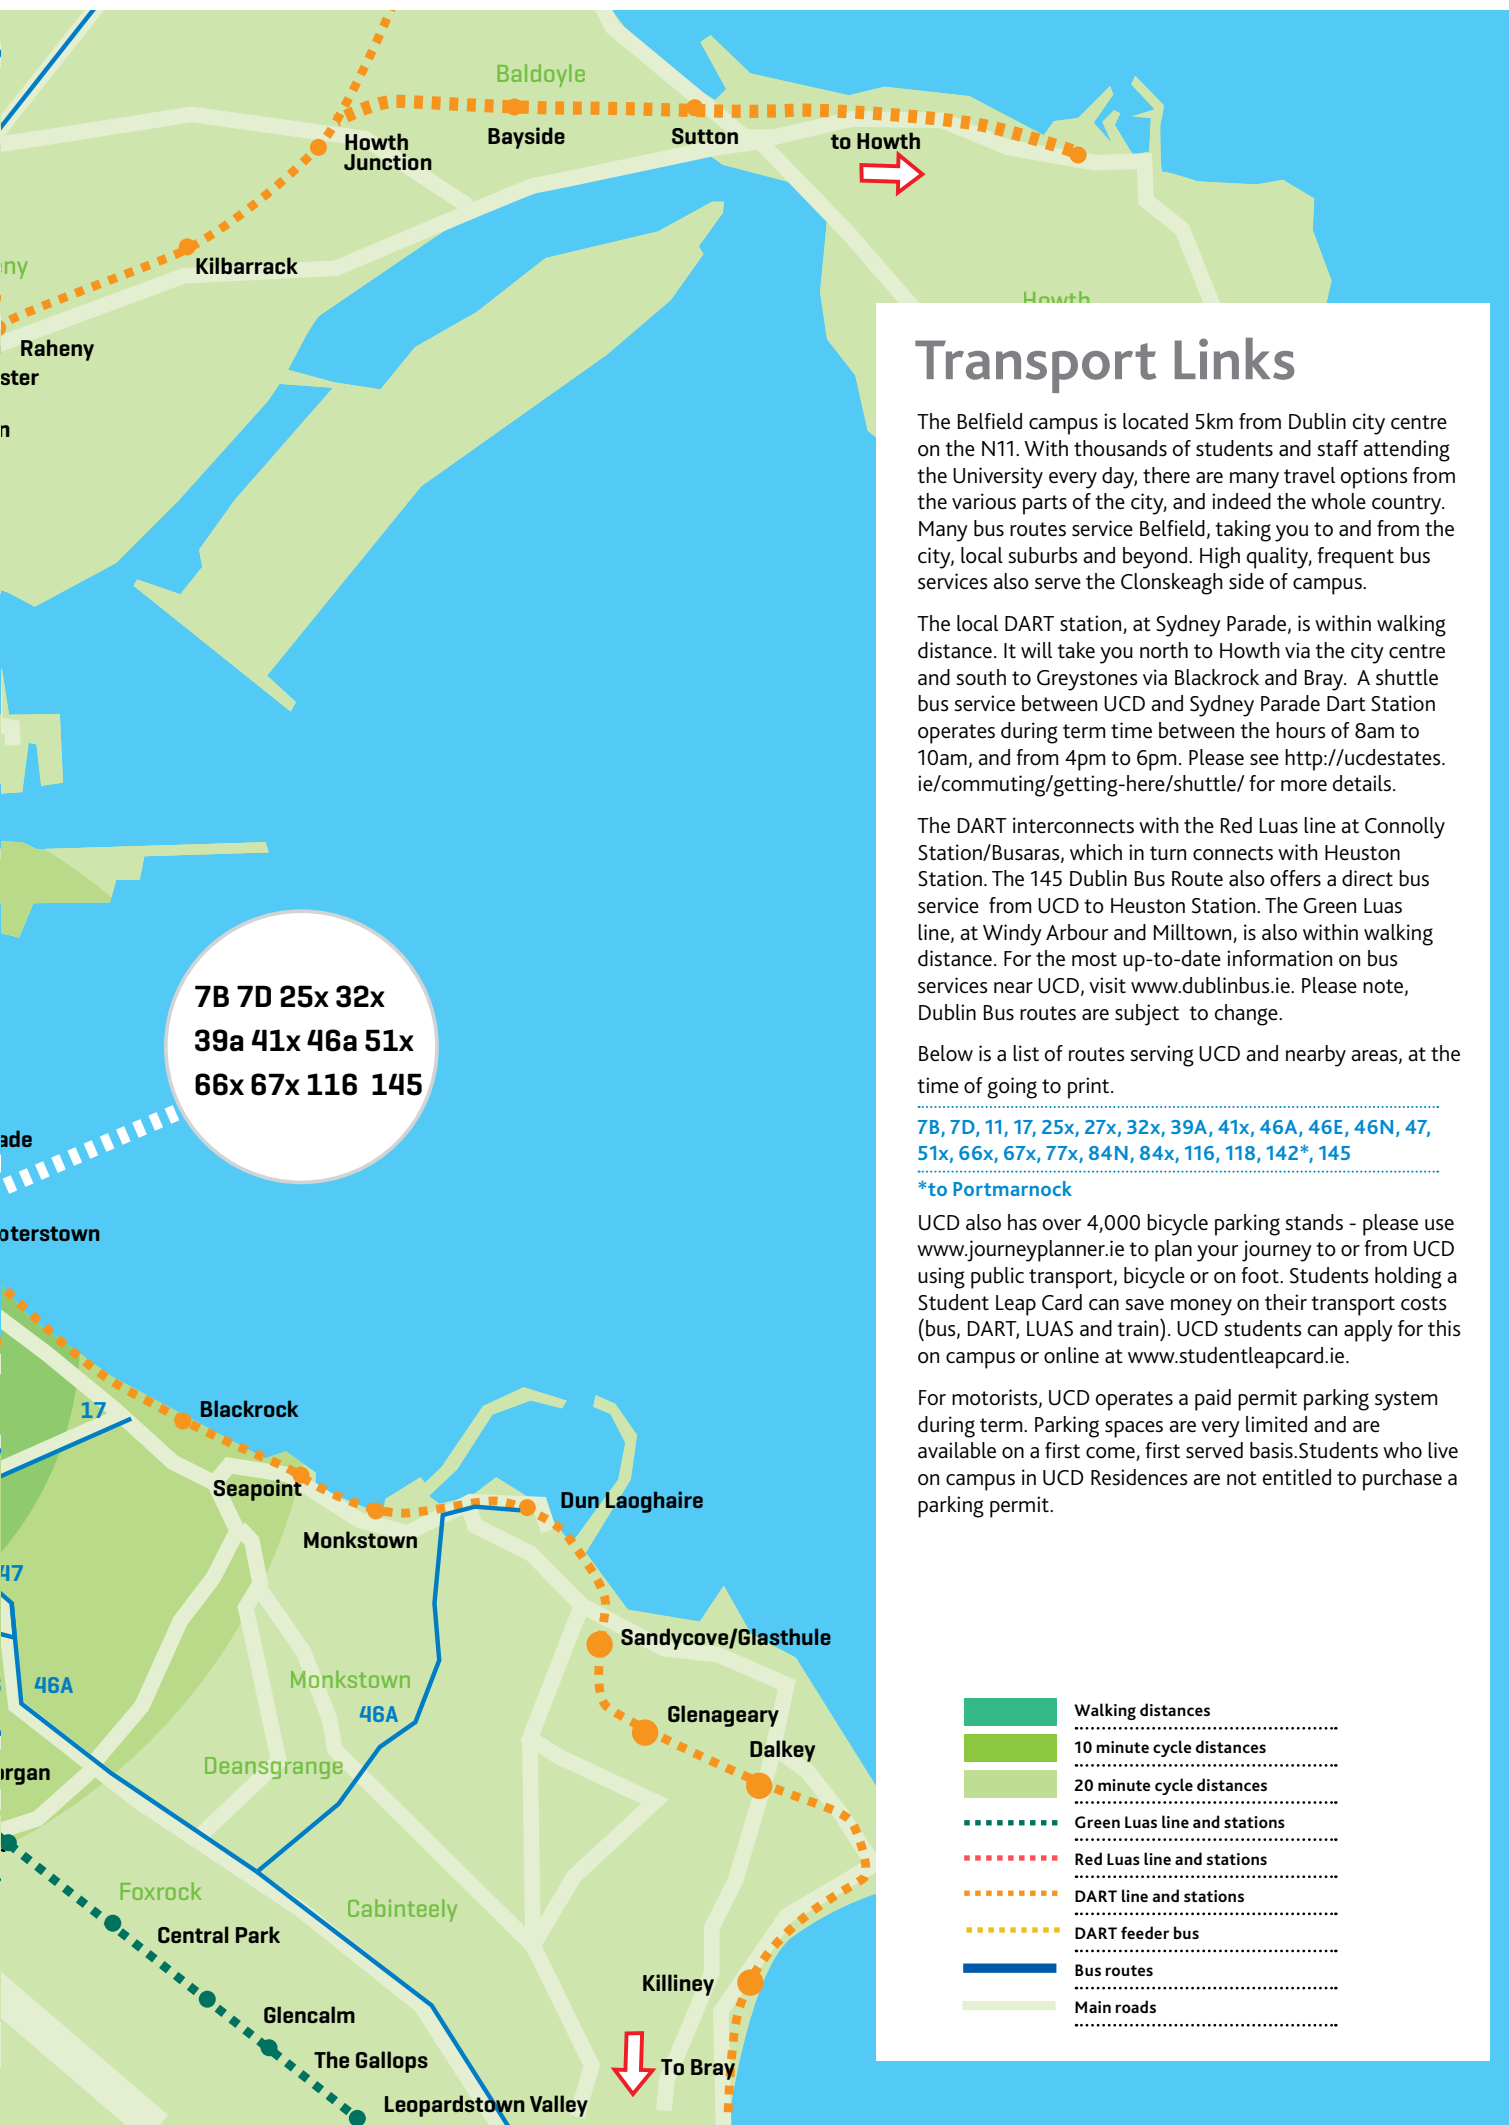 Baldoyle
Howth
Junction
Bayside
Sutton
to Howth
Kilbarrack
Raheny
Howth
7B 7D 25x 32x
39a 41x 46a 51x
66x 67x 116 145
17
Blackrock
Seapoint
Monkstown
Dun Laoghaire
47
Sandycove/Glasthule
Monkstown
46A
46A
Glenageary
Dalkey
Deansgrange
Foxrock
Cabinteely
Central Park
Killiney
Glencalm
The Gallops
To Bray
Leopardstown Valley
Transport Links
The Belfield campus is located 5km from Dublin city centre
on the N11. With thousands of students and staff attending
the University every day, there are many travel options from
the various parts of the city, and indeed the whole country.
Many bus routes service Belfield, taking you to and from the
city, local suburbs and beyond. High quality, frequent bus
services also serve the Clonskeagh side of campus.
The local DART station, at Sydney Parade, is within walking
distance. It will take you north to Howth via the city centre
and south to Greystones via Blackrock and Bray. A shuttle
bus service between UCD and Sydney Parade Dart Station
operates during term time between the hours of 8am to
10am, and from 4pm to 6pm. Please see http://ucdestates.
ie/commuting/getting-here/shuttle/ for more details.
The DART interconnects with the Red Luas line at Connolly
Station/Busaras, which in turn connects with Heuston
Station. The 145 Dublin Bus Route also offers a direct bus
service from UCD to Heuston Station. The Green Luas
line, at Windy Arbour and Milltown, is also within walking
distance. For the most up-to-date information on bus
services near UCD, visit www.dublinbus.ie. Please note,
Dublin Bus routes are subject to change.
Below is a list of routes serving UCD and nearby areas, at the
time of going to print.
7B, 7D, 11, 17, 25x, 27x, 32x, 39A, 41x, 46A, 46E, 46N, 47,
51x, 66x, 67x, 77x, 84N, 84x, 116, 118, 142*, 145
*to Portmarnock
UCD also has over 4,000 bicycle parking stands - please use
www.journeyplanner.ie to plan your journey to or from UCD
using public transport, bicycle or on foot. Students holding a
Student Leap Card can save money on their transport costs
(bus, DART, LUAS and train). UCD students can apply for this
on campus or online at www.studentleapcard.ie.
For motorists, UCD operates a paid permit parking system
during term. Parking spaces are very limited and are
available on a first come, first served basis.Students who live
on campus in UCD Residences are not entitled to purchase a
parking permit.
Walking distances
10 minute cycle distances
20 minute cycle distances
Green Luas line and stations
Red Luas line and stations
DART line and stations
DART feeder bus
Bus routes
Main roads